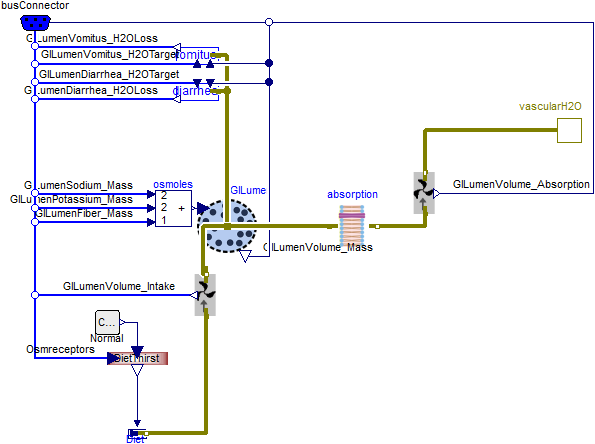 busConnector
GILumenVomitus_H2OLoss
vomitus
GILumenVomitus_H2OTarget
GILumenDiarrhea_H2OTarget
GILumenDiarrhea_H2OLoss
diarrhea
vascularH2O
GILumenSodium_Mass
osmoles
GILumenPotassium_Mass
GILumenFiber_Mass
2
2
+
1
GILume
absorption
GILumenVolume_Absorption
GILumenVolume_Mass
GILumenVolume_Intake
C...
Normal
Osmreceptors
DietThirst
Diet